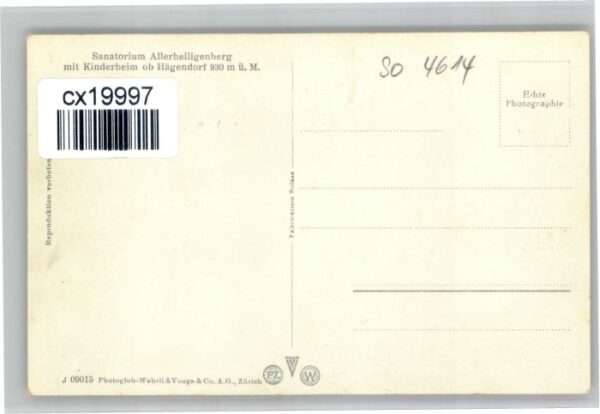 Sanatorium Allerheiligenberg
mit Kinderheim ob Hägendorf 930 m ü. M.
SO 4614
cx19997
Echte
Photographie
Reproduktion verboten
J 09015 Photoglob-Wehrli & Vouga & Co. A. G., Zürich
PZ
W